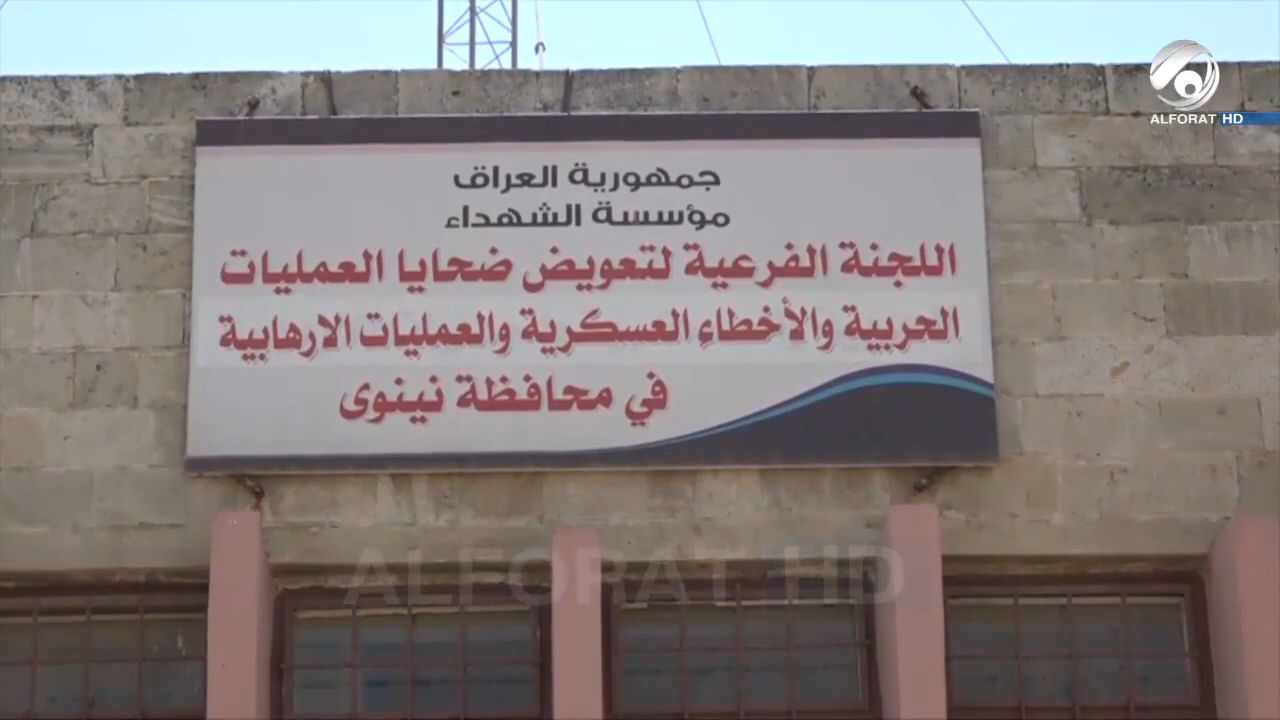 ALFORAT HD
جمهورية العراق
مؤسسة الشهداء
اللجنة الفرعية لتعويض ضحايا العمليات
الحربية والأخطاء العسكرية والعمليات الارهابية
في محافظة نينوى
ALFORAT HD